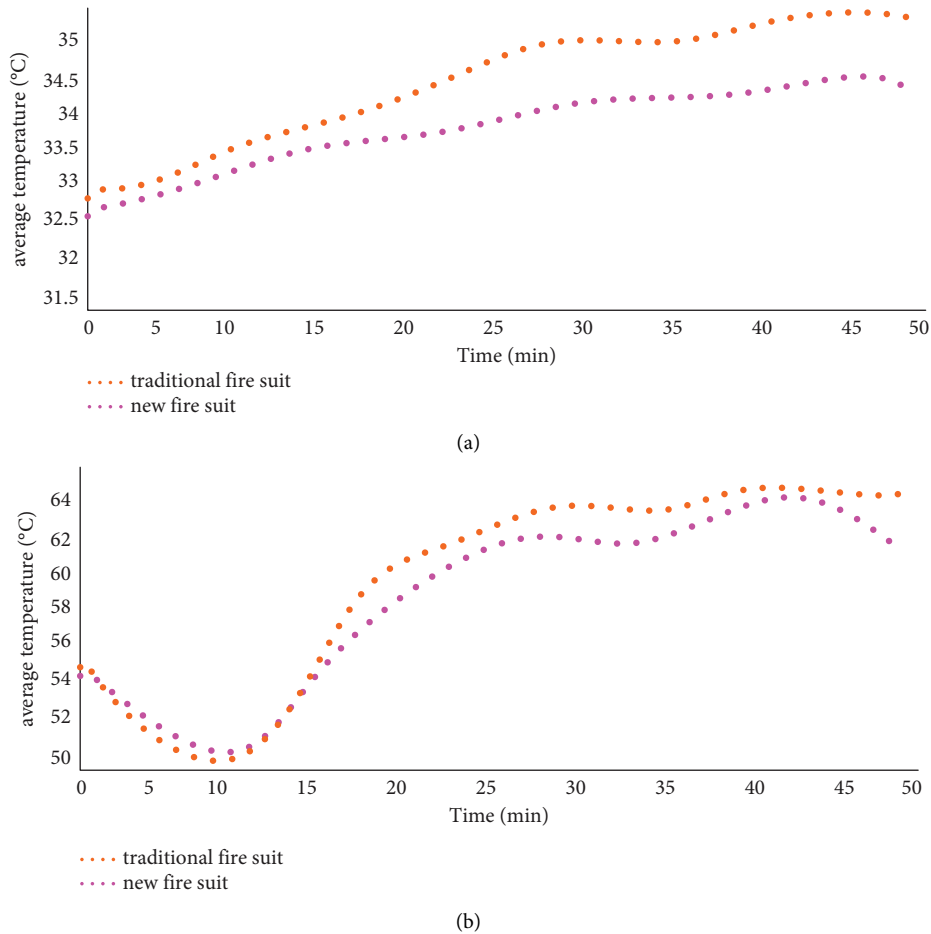 average temperature (°C)
35
34.5
34
33.5
33
32.5
32
31.5
0 5 10 15 20 25 30 35 40 45 50
Time (min)
traditional fire suit
new fire suit
(a)
average temperature (°C)
64
62
60
58
56
54
52
50
0 5 10 15 20 25 30 35 40 45 50
Time (min)
traditional fire suit
new fire suit
(b)